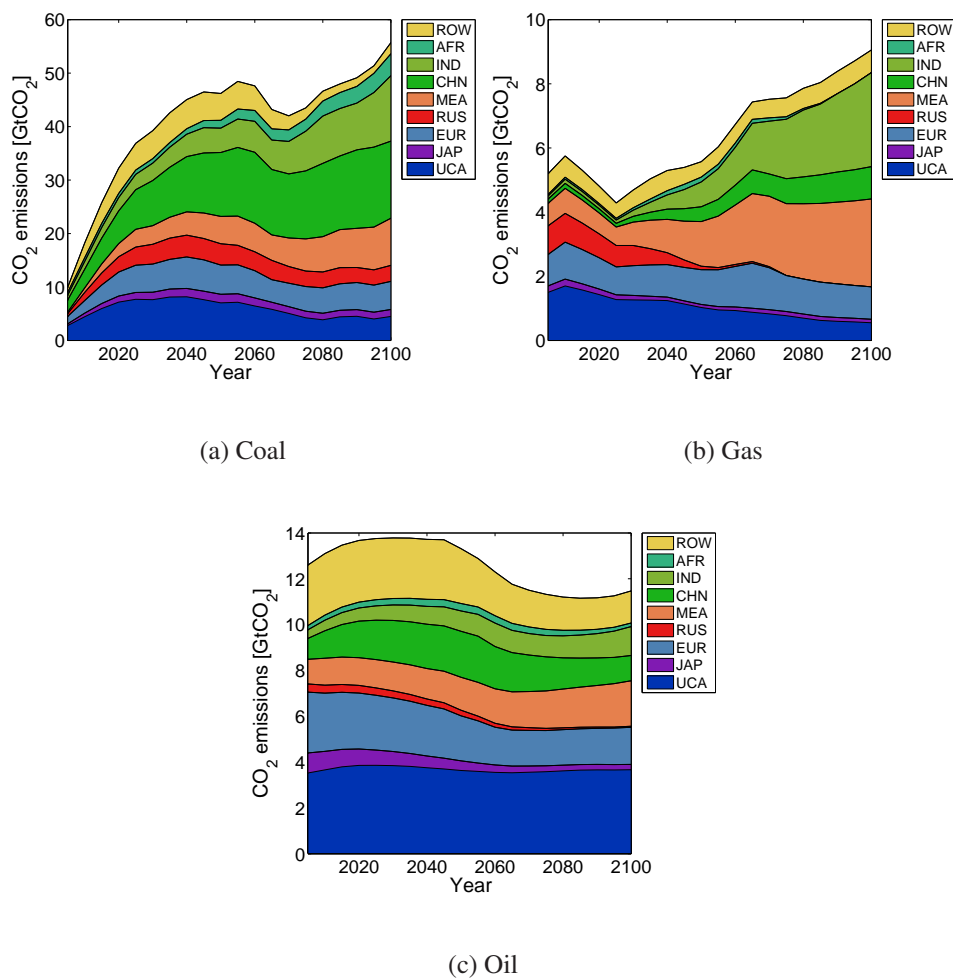 60
50
40
30
20
10
0
CO2 emissions [GtCO2]
2020 2040 2060 2080 2100
Year
ROW
AFR
IND
CHN
MEA
RUS
EUR
JAP
UCA
(a) Coal
10
8
6
4
2
0
CO2 emissions [GtCO2]
2020 2040 2060 2080 2100
Year
ROW
AFR
IND
CHN
MEA
RUS
EUR
JAP
UCA
(b) Gas
14
12
10
8
6
4
2
0
CO2 emissions [GtCO2]
2020 2040 2060 2080 2100
Year
ROW
AFR
IND
CHN
MEA
RUS
EUR
JAP
UCA
(c) Oil